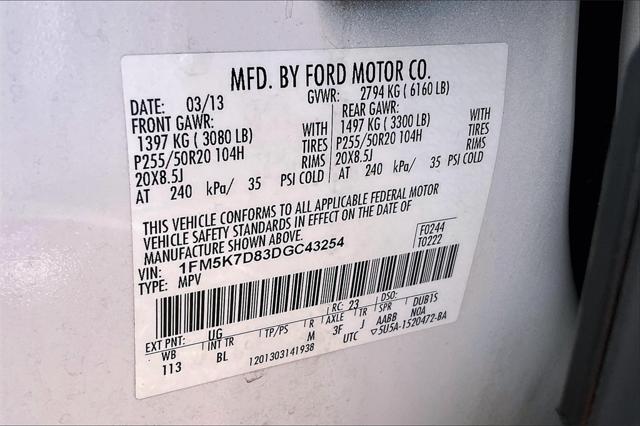 MFD. BY FORD MOTOR CO.
DATE: 03/13 GVWR: 2794 KG ( 6160 LB)
FRONT GAWR: REAR GAWR:
1397 KG ( 3080 LB) WITH 1497 KG ( 3300 LB) WITH
P255/50R20 104H TIRES P255/50R20 104H TIRES
20X8.5J RIMS 20X8.5J RIMS
AT 240 kPa/ 35 PSI COLD AT 240 kPa/ 35 PSI COLD
THIS VEHICLE CONFORMS TO ALL APPLICABLE FEDERAL MOTOR
VEHICLE SAFETY STANDARDS IN EFFECT ON THE DATE OF
MANUFACTURE SHOWN ABOVE.
F0244
T0222
VIN: 1FM5K7D83DGC43254
TYPE: MPV
EXT PNT: UG RC: 23 DSO:
WB INT TR TP/PS R AXLE TR SPR DUB1S
113 BL M 3F J AABB NOA
1201303141938 UTC ▽5U5A-1520472-BA